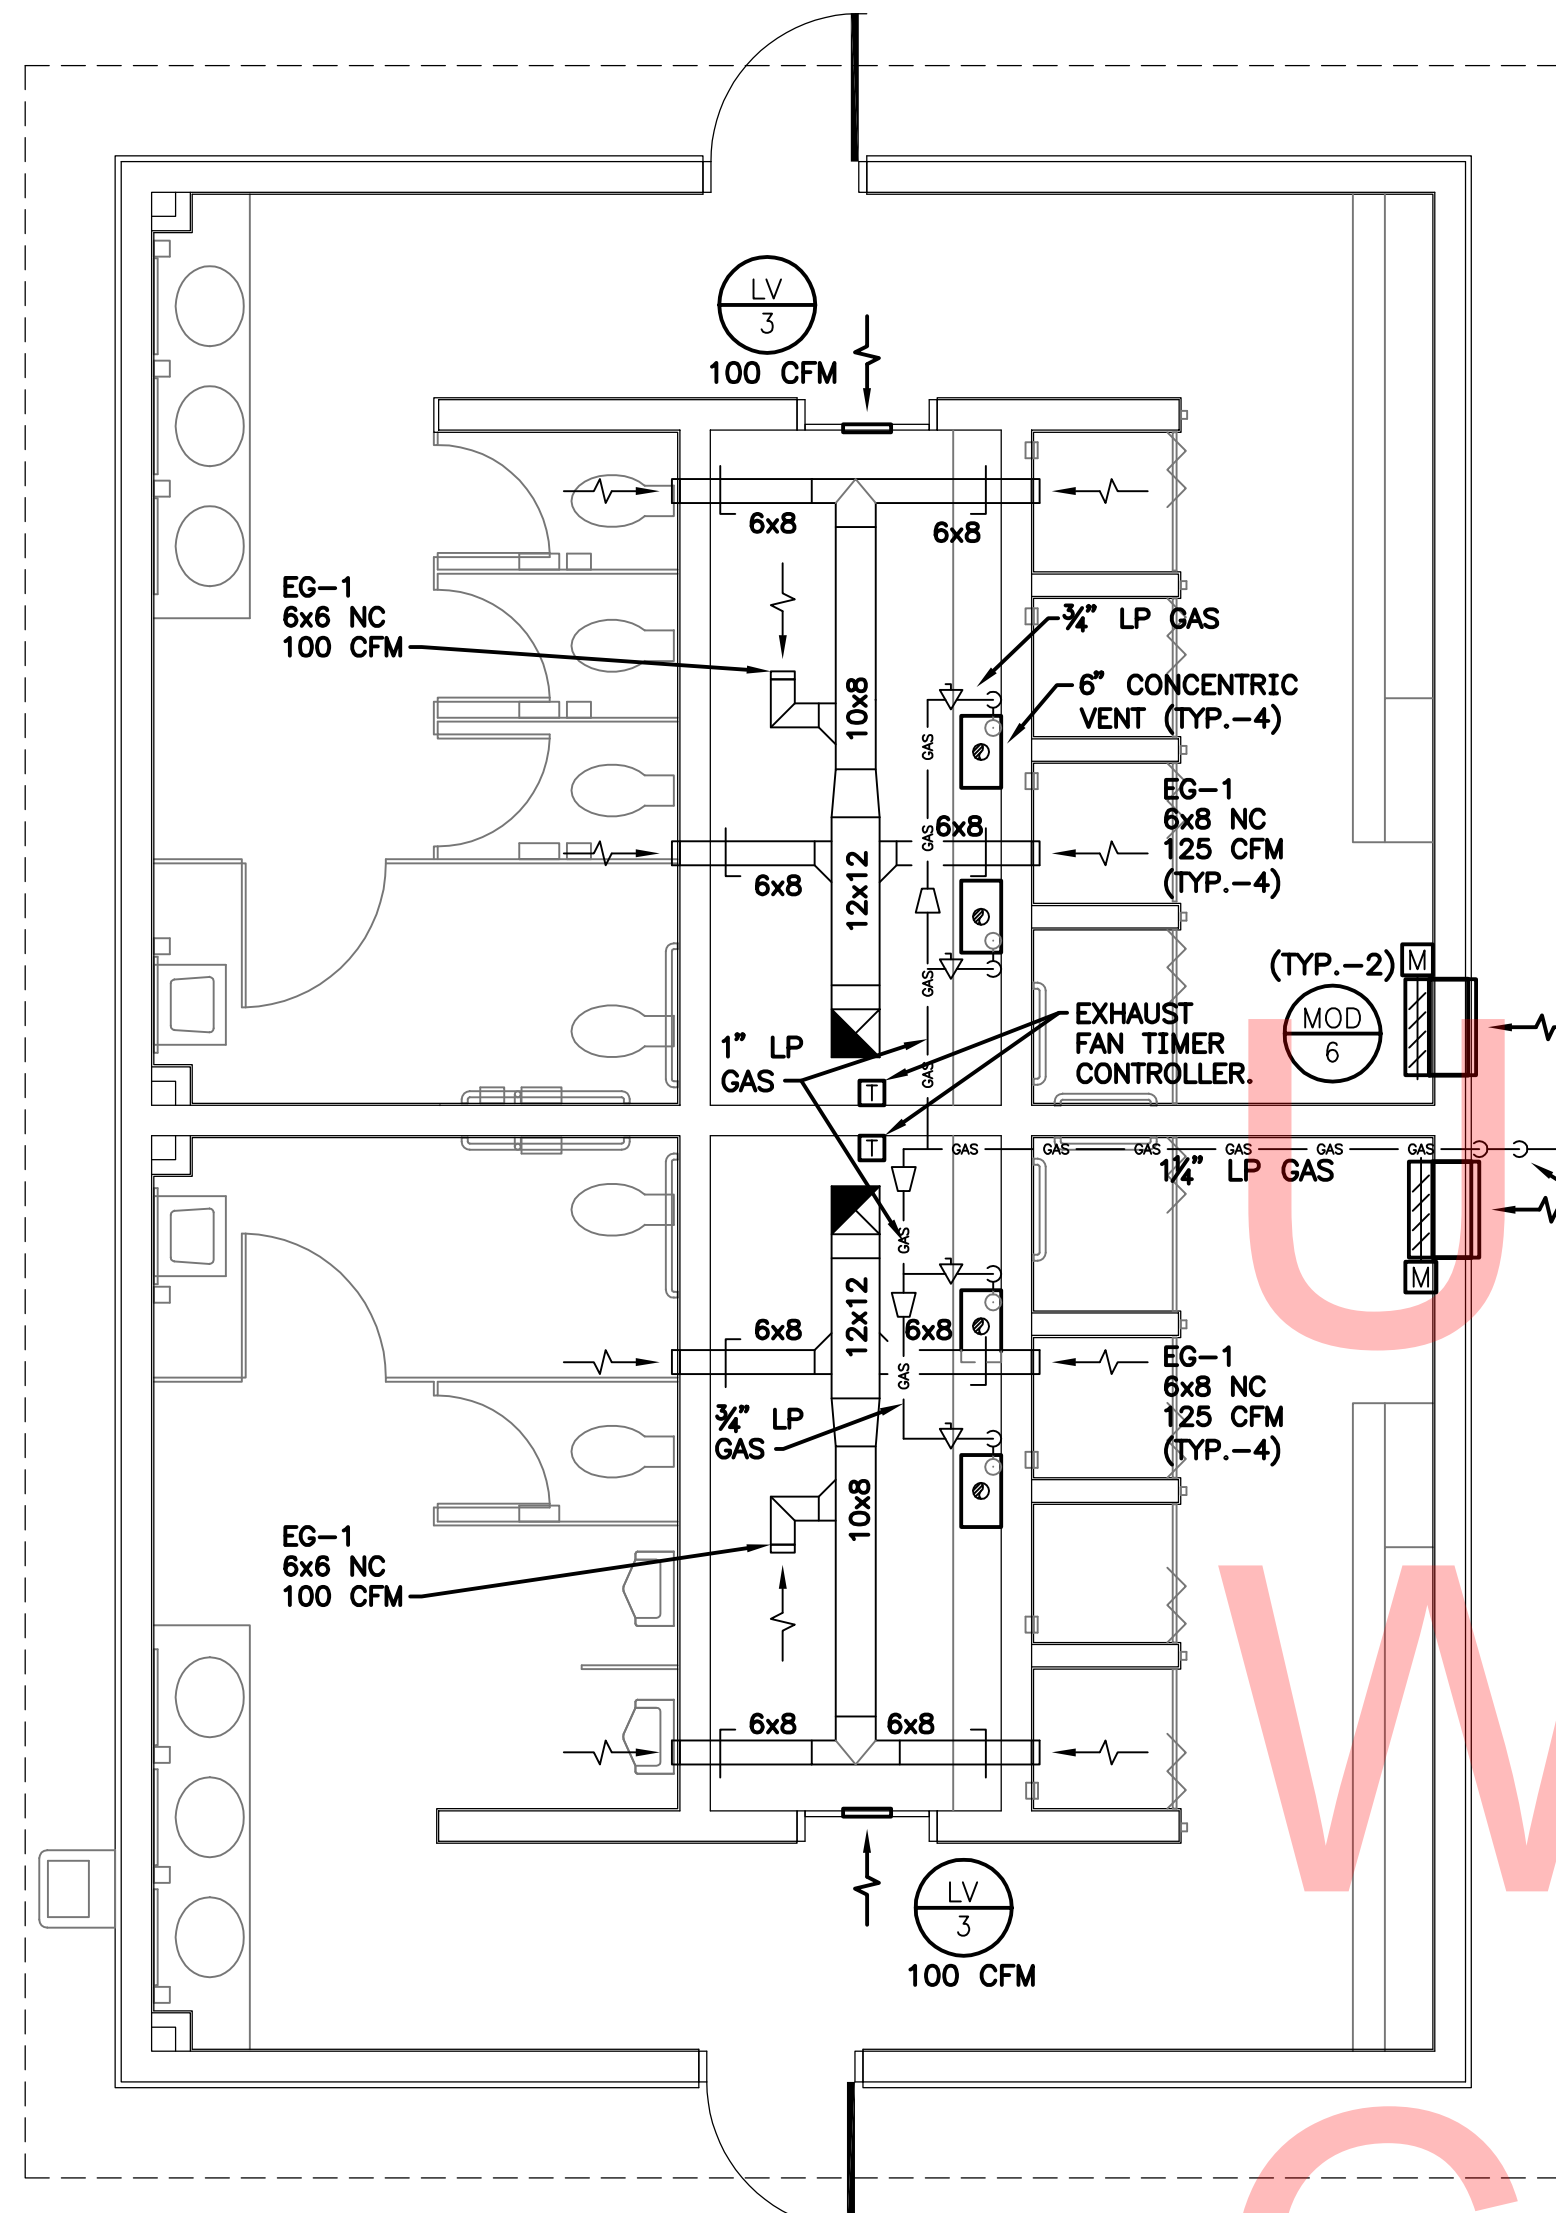 LV
3
100 CFM
6x8
6x8
EG-1
6x6 NC
100 CFM
3/4" LP GAS
6" CONCENTRIC
VENT (TYP.-4)
10x8
GAS
EG-1
6x8 NC
125 CFM
(TYP.-4)
6x8
GAS
6x8
12x12
(TYP.-2)
M
GAS
MOD
6
EXHAUST
FAN TIMER
CONTROLLER.
1" LP
GAS
GAS
T
T
GAS
GAS
GAS
GAS
GAS
GAS
1 1/4" LP GAS
GAS
M
6x8
12x12
6x8
GAS
EG-1
6x8 NC
125 CFM
(TYP.-4)
3/4" LP
GAS
10x8
EG-1
6x6 NC
100 CFM
6x8
6x8
LV
3
100 CFM
U
W
C